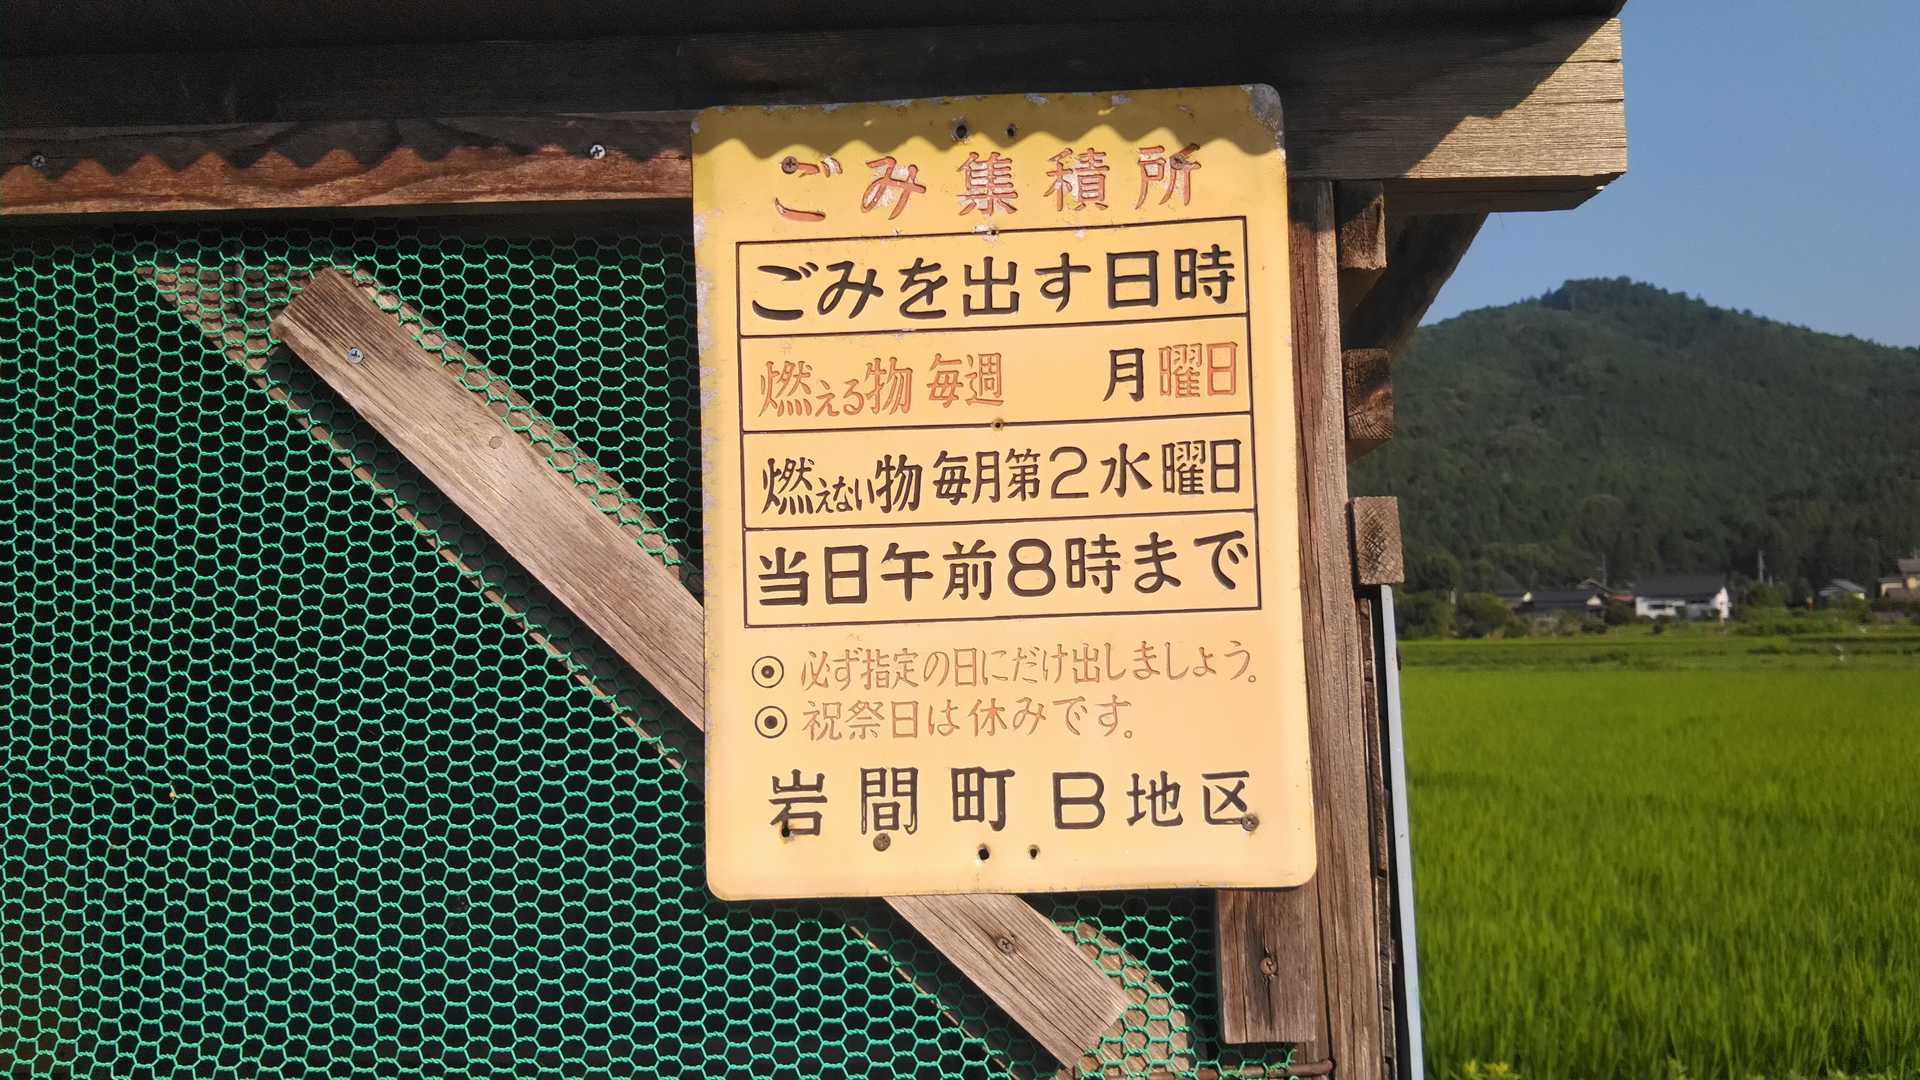 ごみ集積所
ごみを出す日時
燃える物 毎週 月曜日
燃えない物 毎月第2水曜日
当日午前8時まで
◉ 必ず指定の日にだけ出しましょう。
◉ 祝祭日は休みです。
岩間町 B地区